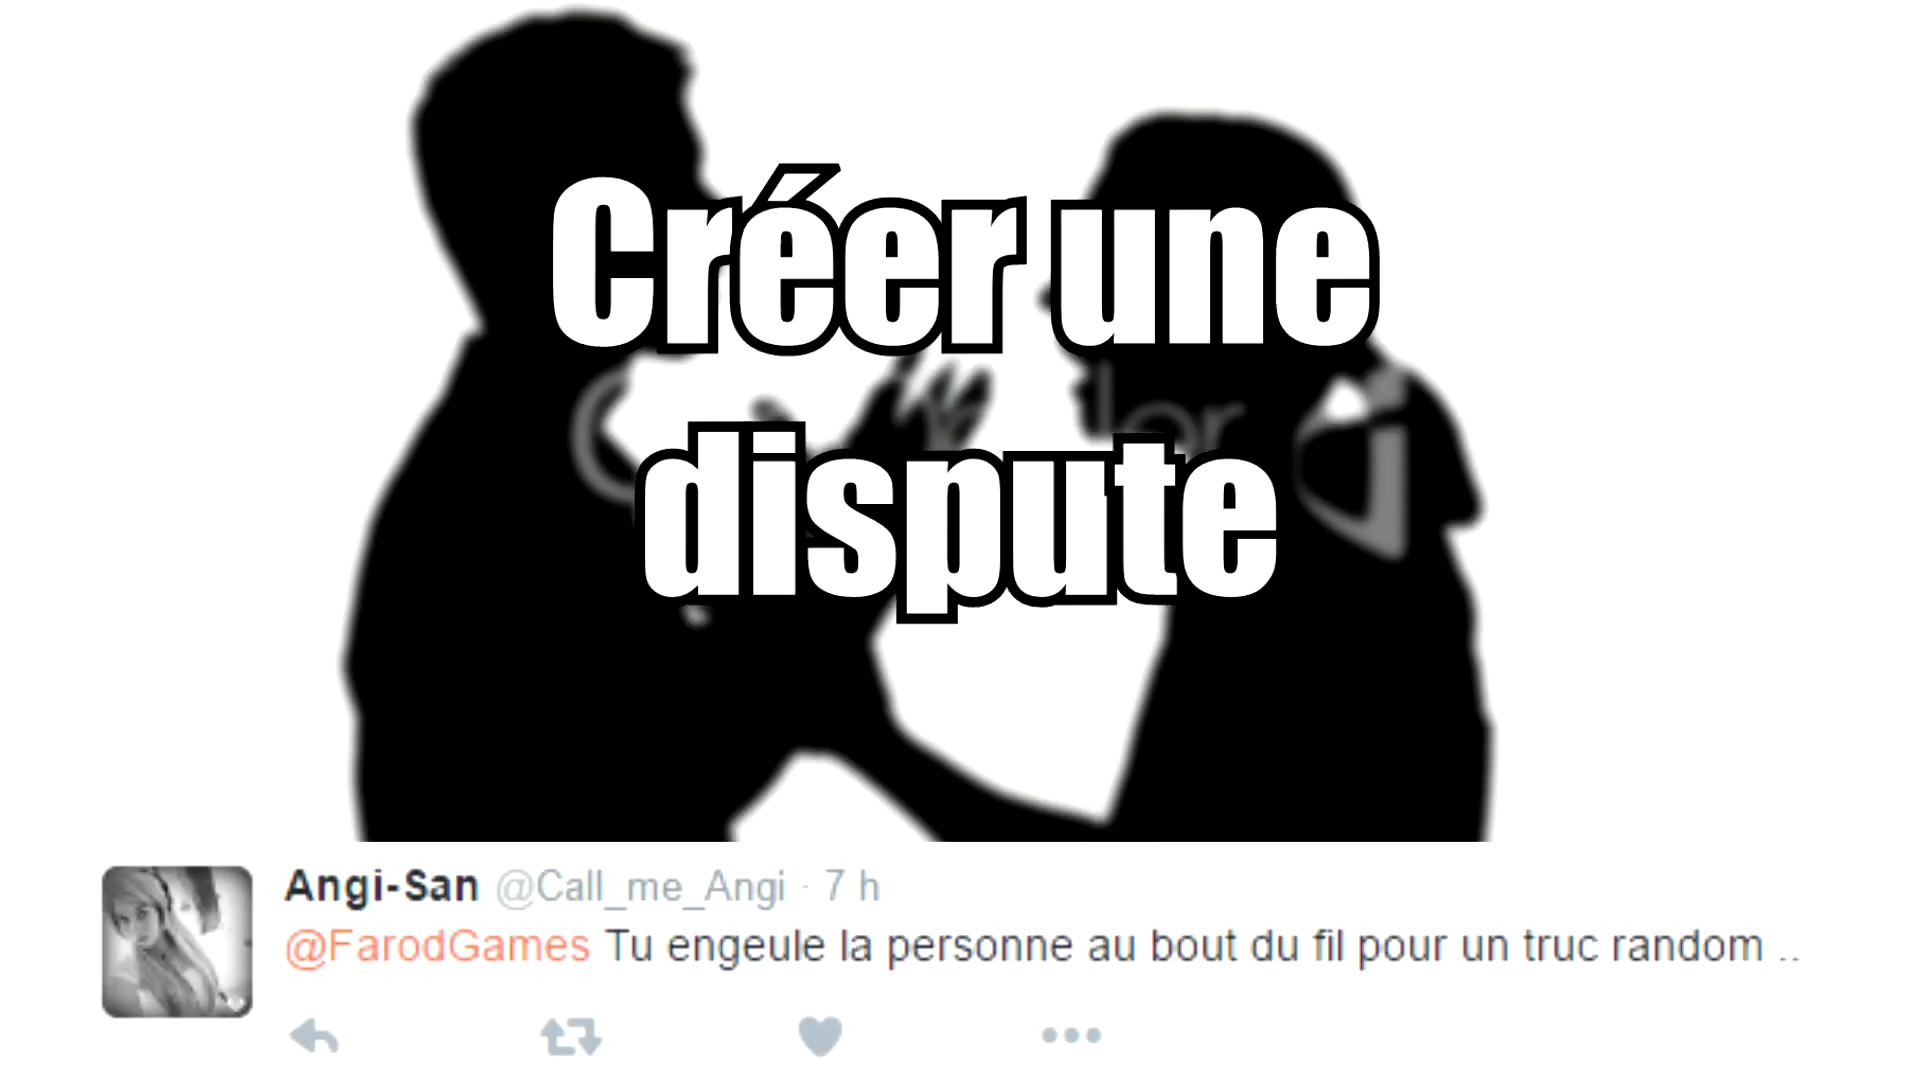 Créer une
dispute
Angi-San @Call_me_Angi · 7 h
@FarodGames Tu engeule la personne au bout du fil pour un truc random ..